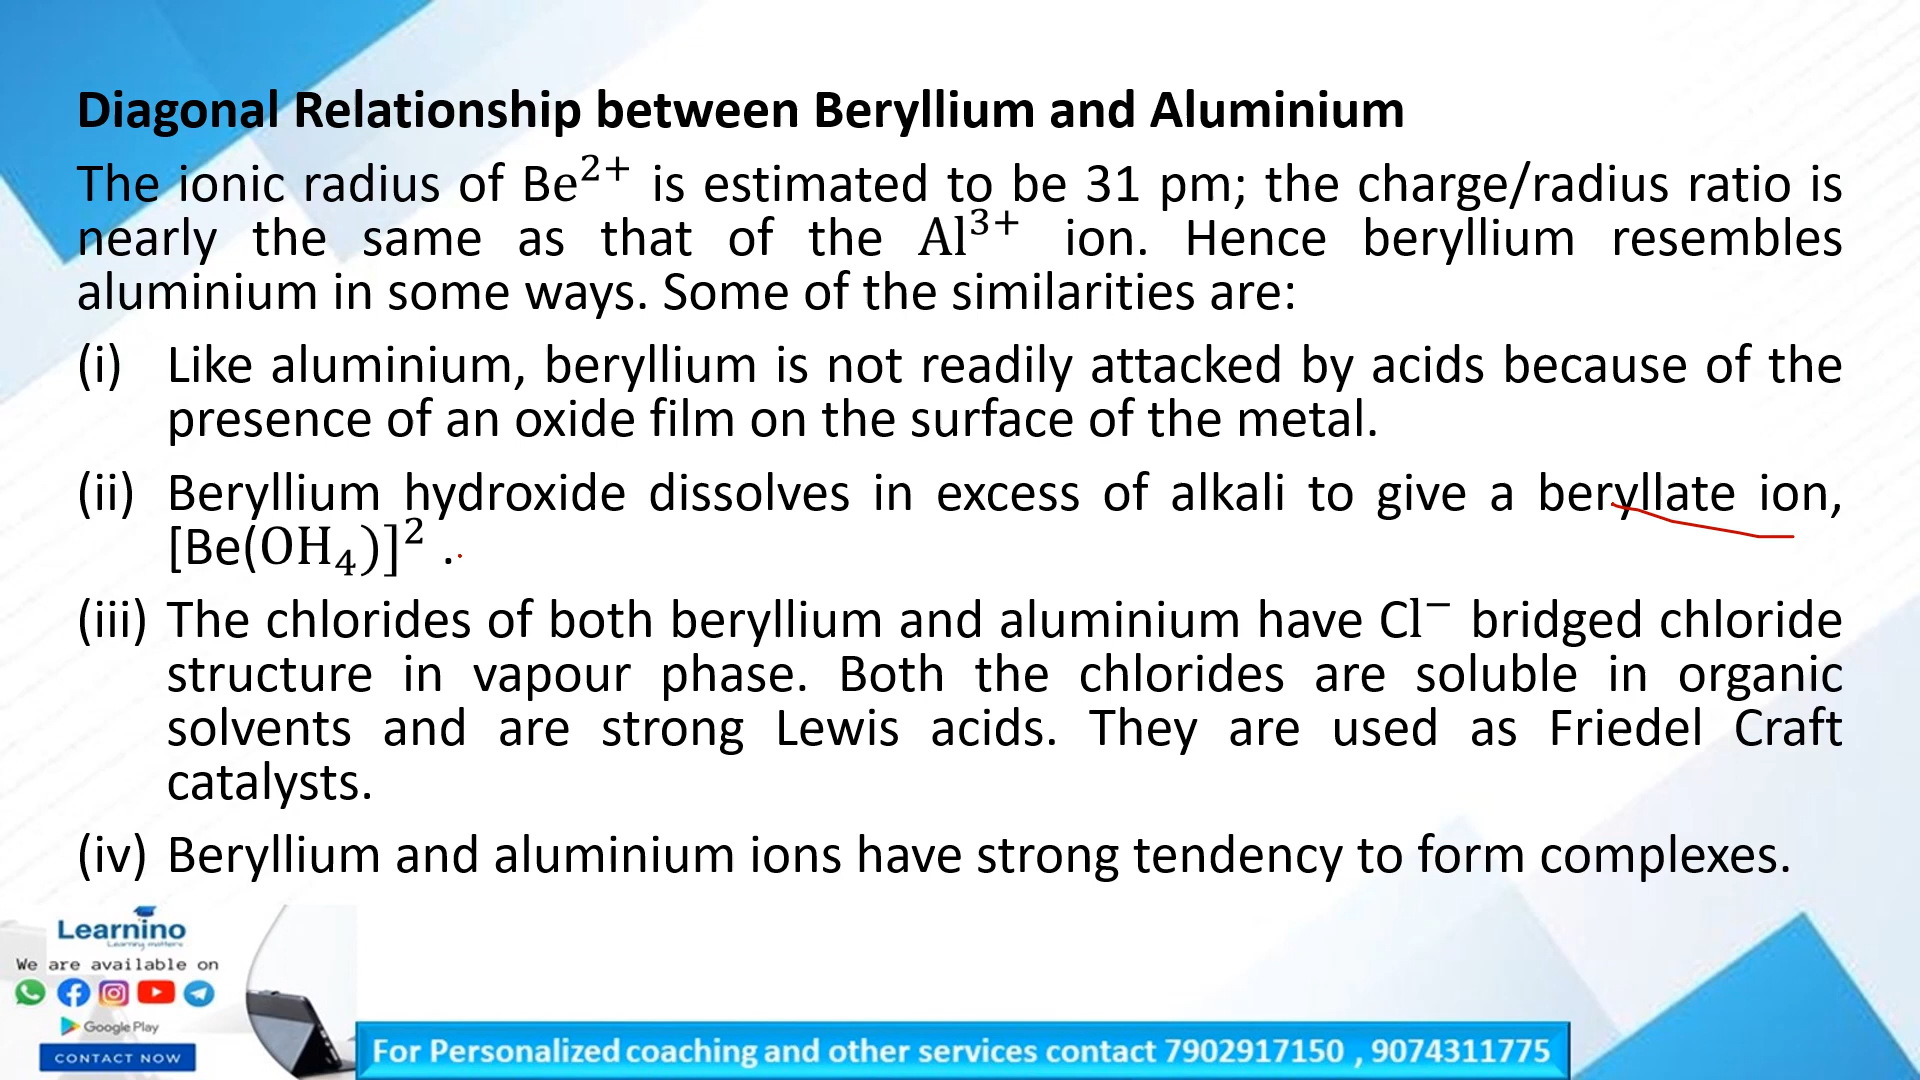 Diagonal Relationship between Beryllium and Aluminium
The ionic radius of Be²⁺ is estimated to be 31 pm; the charge/radius ratio is
nearly the same as that of the Al³⁺ ion. Hence beryllium resembles
aluminium in some ways. Some of the similarities are:
(i) Like aluminium, beryllium is not readily attacked by acids because of the
presence of an oxide film on the surface of the metal.
(ii) Beryllium hydroxide dissolves in excess of alkali to give a beryllate ion,
[Be(OH₄)]² .
(iii) The chlorides of both beryllium and aluminium have Cl⁻ bridged chloride
structure in vapour phase. Both the chlorides are soluble in organic
solvents and are strong Lewis acids. They are used as Friedel Craft
catalysts.
(iv) Beryllium and aluminium ions have strong tendency to form complexes.
Learnino
Learning matters
We are available on
Google Play
CONTACT NOW
For Personalized coaching and other services contact 7902917150 , 9074311775